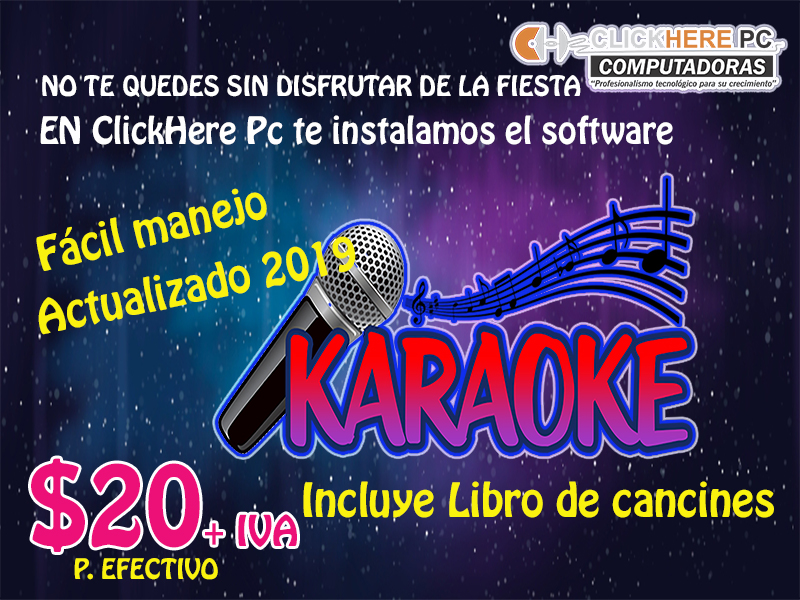 CLICKHERE PC
COMPUTADORAS
"Profesionalismo tecnológico para su crecimiento"
NO TE QUEDES SIN DISFRUTAR DE LA FIESTA
EN ClickHere Pc te instalamos el software
Fácil manejo
Actualizado 2019
KARAOKE
$20+ IVA
P. EFECTIVO
Incluye Libro de cancines